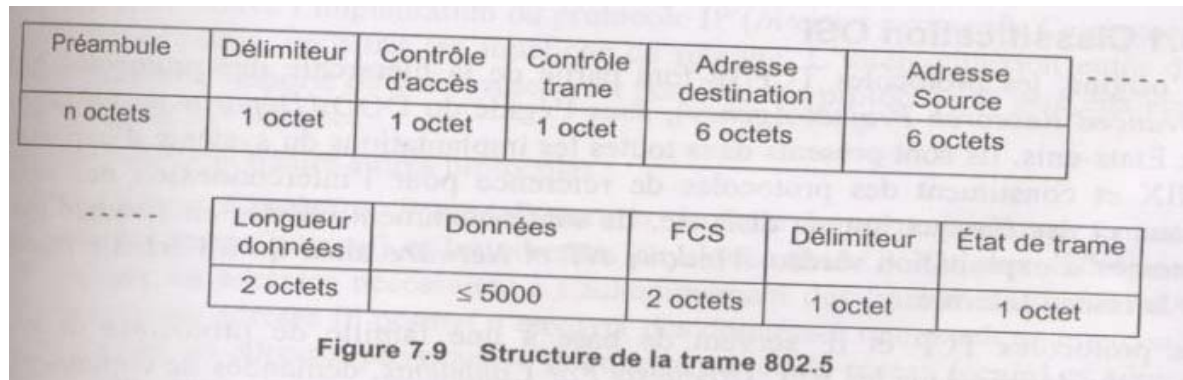 Préambule Délimiteur Contrôle d'accès Contrôle trame Adresse destination Adresse Source
n octets 1 octet 1 octet 1 octet 6 octets 6 octets
Longueur données Données FCS Délimiteur État de trame
2 octets ≤ 5000 2 octets 1 octet 1 octet
Figure 7.9 Structure de la trame 802.5